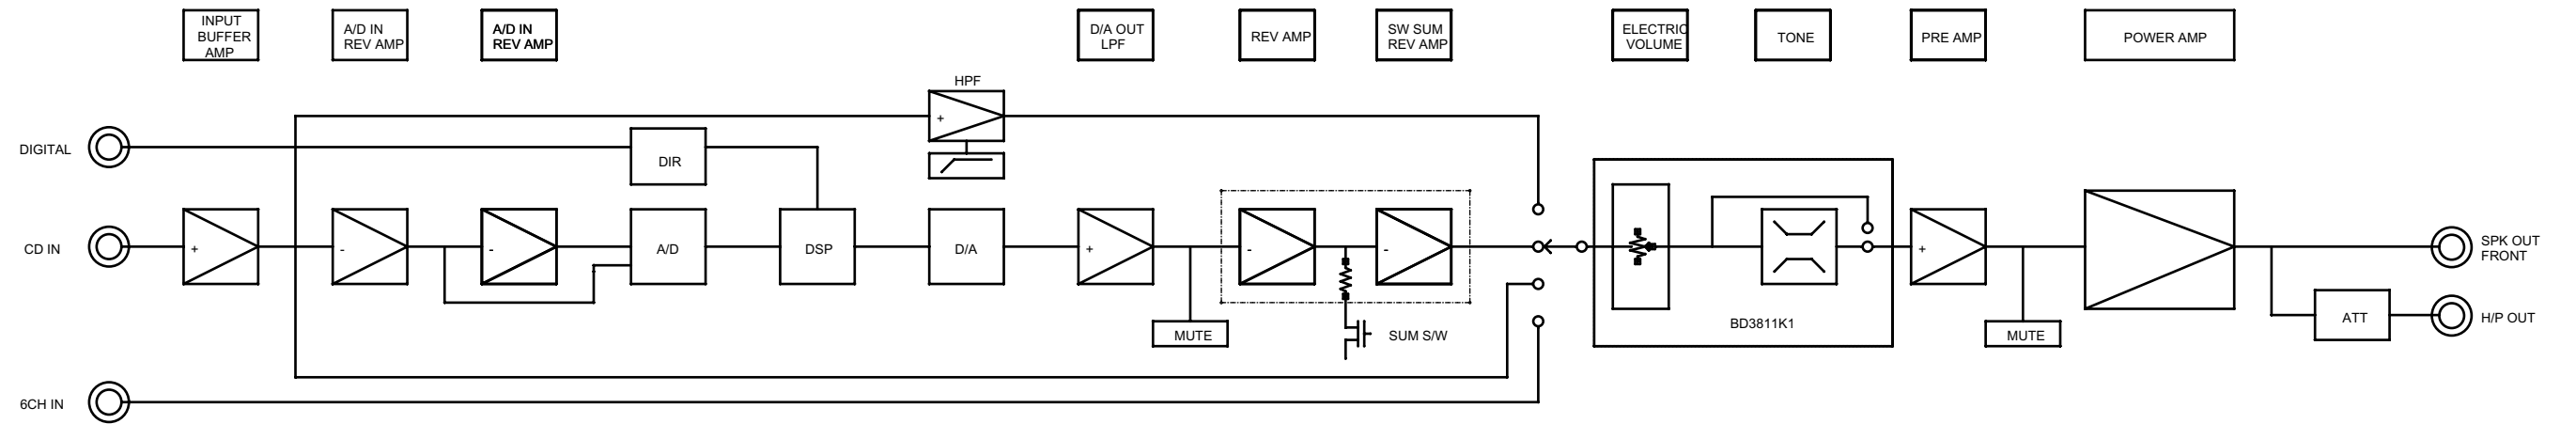 INPUT
BUFFER
AMP
A/D IN
REV AMP
A/D IN
REV AMP
D/A OUT
LPF
REV AMP
SW SUM
REV AMP
ELECTRIC
VOLUME
TONE
PRE AMP
POWER AMP
HPF
+
DIGITAL
DIR
CD IN
+
-
-
A/D
DSP
D/A
+
-
-
+
SPK OUT
FRONT
MUTE
SUM S/W
BD3811K1
MUTE
ATT
H/P OUT
6CH IN